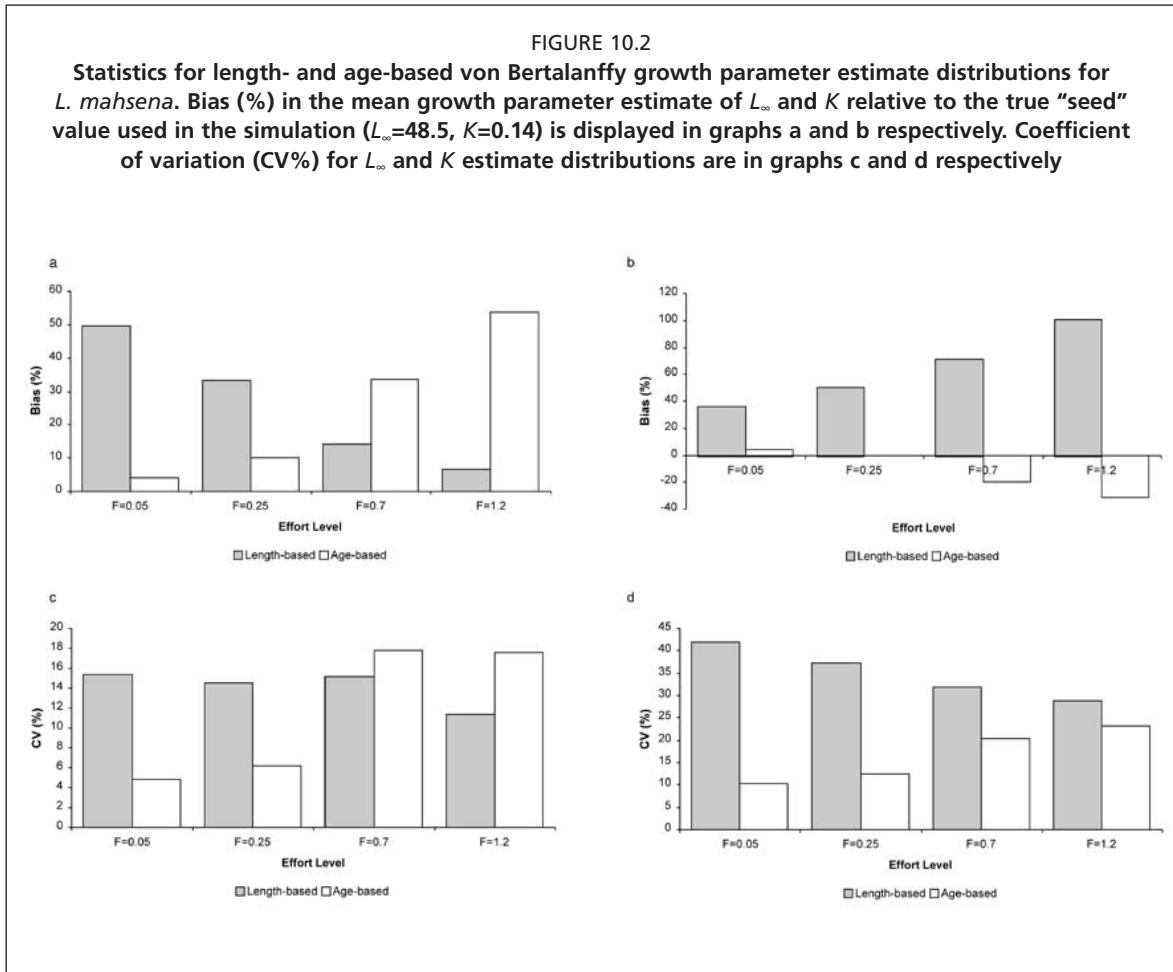 FIGURE 10.2
Statistics for length- and age-based von Bertalanffy growth parameter estimate distributions for
L. mahsena. Bias (%) in the mean growth parameter estimate of L∞ and K relative to the true “seed”
value used in the simulation (L∞=48.5, K=0.14) is displayed in graphs a and b respectively. Coefficient
of variation (CV%) for L∞ and K estimate distributions are in graphs c and d respectively
a
60
50
40
30
20
10
0
Bias (%)
F=0.05 F=0.25 F=0.7 F=1.2
Effort Level
Length-based Age-based
b
120
100
80
60
40
20
0
-20
-40
Bias (%)
F=0.05 F=0.25 F=0.7 F=1.2
Effort Level
Length-based Age-based
c
20
18
16
14
12
10
8
6
4
2
0
CV (%)
F=0.05 F=0.25 F=0.7 F=1.2
Effort Level
Length-based Age-based
d
45
40
35
30
25
20
15
10
5
0
CV (%)
F=0.05 F=0.25 F=0.7 F=1.2
Effort Level
Length-based Age-based